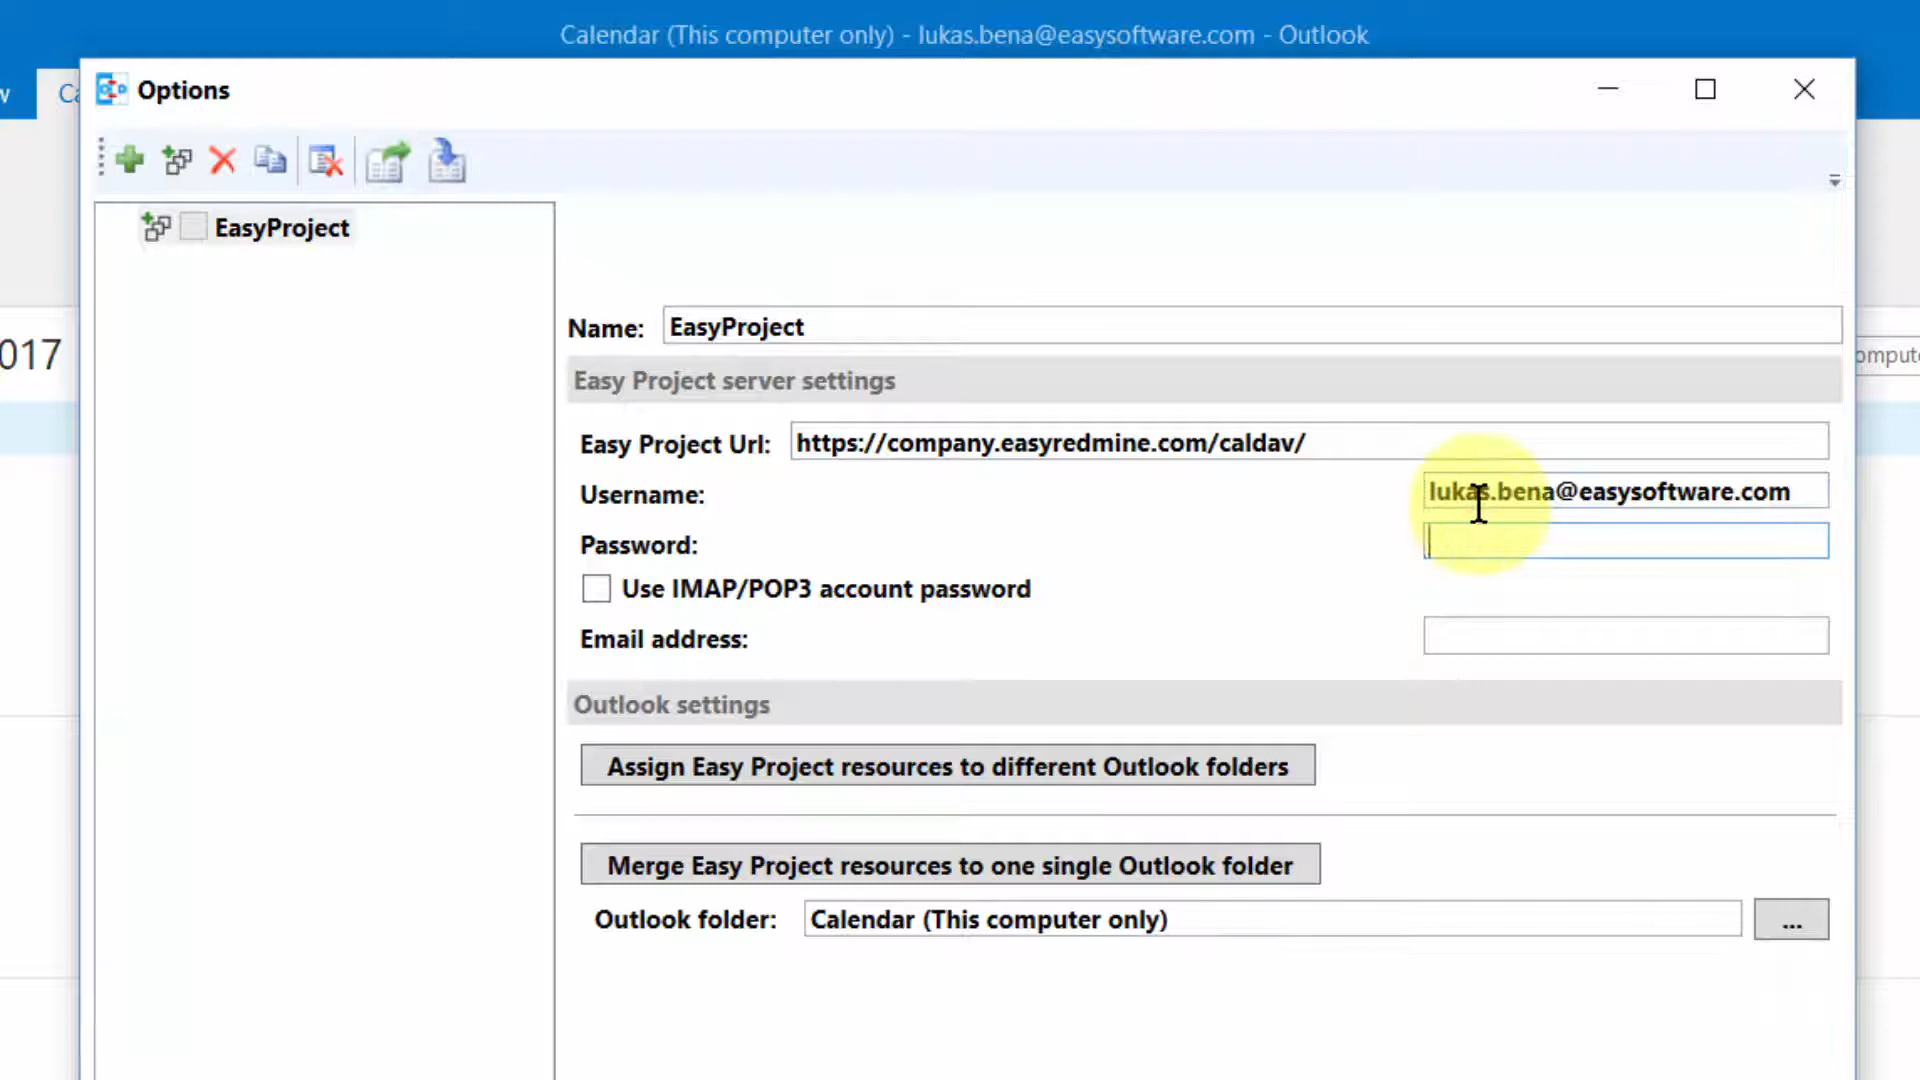 Calendar (This computer only) - lukas.bena@easysoftware.com - Outlook
Options
EasyProject
017
Name: EasyProject
Easy Project server settings
Easy Project Url: https://company.easyredmine.com/caldav/
Username: lukas.bena@easysoftware.com
Password:
Use IMAP/POP3 account password
Email address:
Outlook settings
Assign Easy Project resources to different Outlook folders
Merge Easy Project resources to one single Outlook folder
Outlook folder: Calendar (This computer only) ...